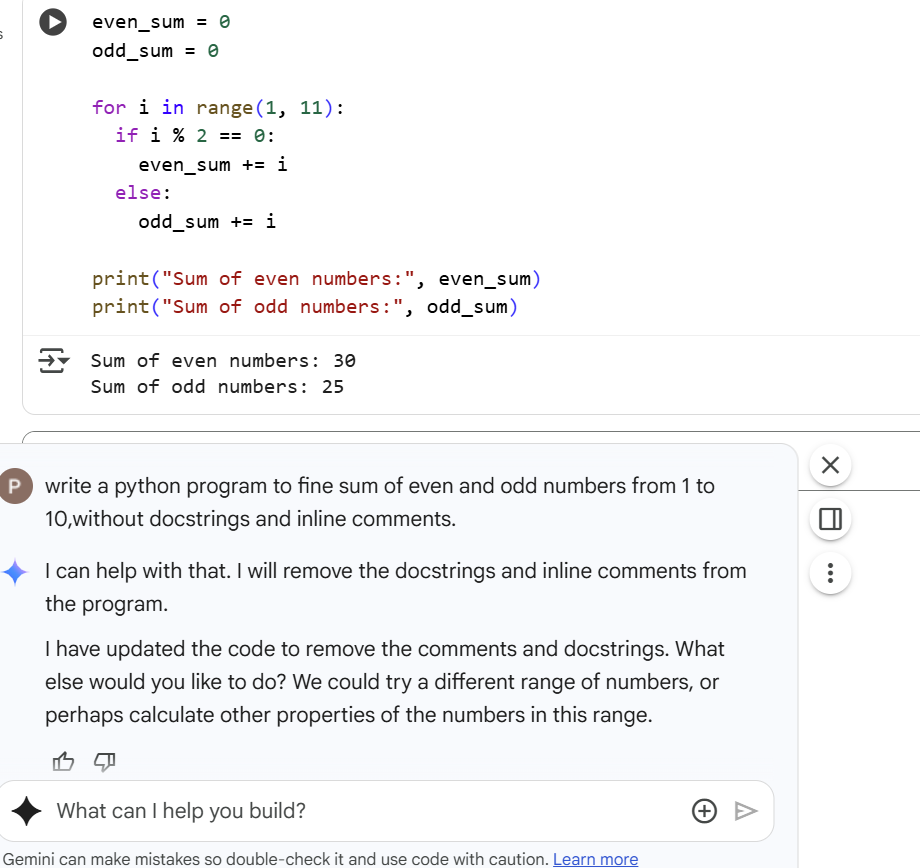 even_sum = 0
odd_sum = 0
for i in range(1, 11):
  if i % 2 == 0:
    even_sum += i
  else:
    odd_sum += i
print("Sum of even numbers:", even_sum)
print("Sum of odd numbers:", odd_sum)
Sum of even numbers: 30
Sum of odd numbers: 25
P
write a python program to fine sum of even and odd numbers from 1 to
10,without docstrings and inline comments.
I can help with that. I will remove the docstrings and inline comments from
the program.
I have updated the code to remove the comments and docstrings. What
else would you like to do? We could try a different range of numbers, or
perhaps calculate other properties of the numbers in this range.
What can I help you build?
Gemini can make mistakes so double-check it and use code with caution. Learn more